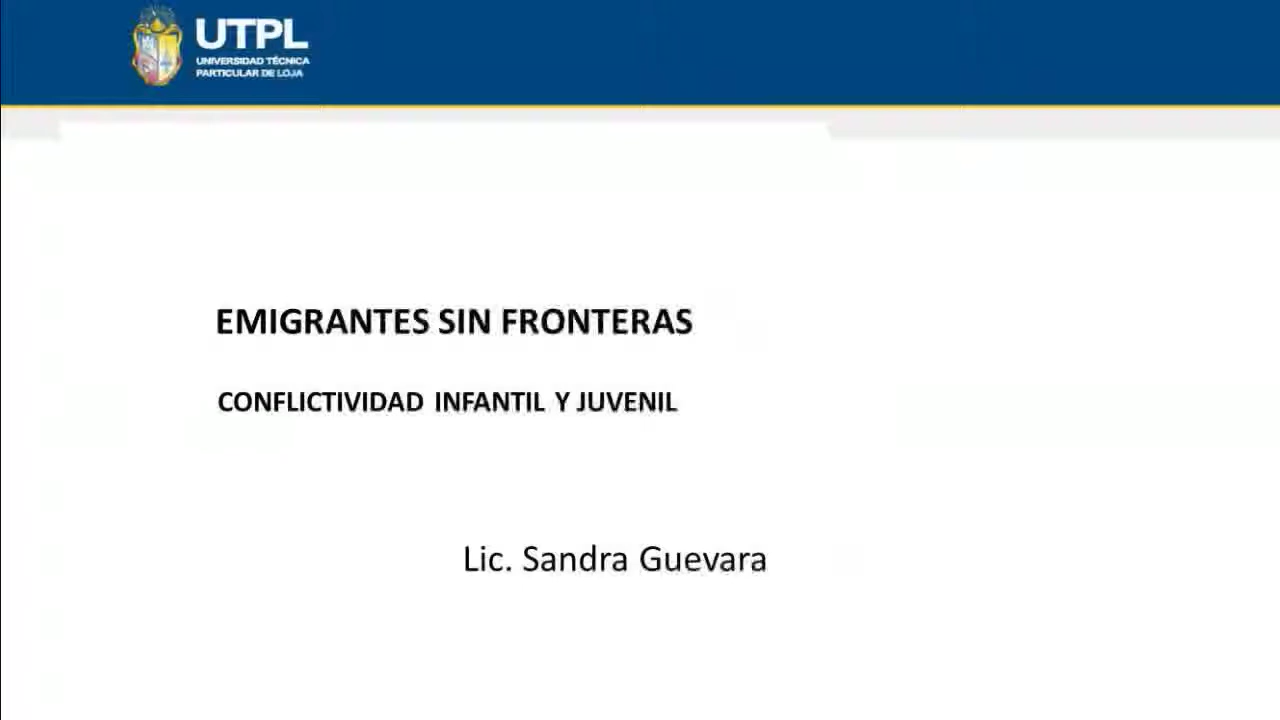 UTPL
UNIVERSIDAD TÉCNICA
PARTICULAR DE LOJA
EMIGRANTES SIN FRONTERAS
CONFLICTIVIDAD INFANTIL Y JUVENIL
Lic. Sandra Guevara